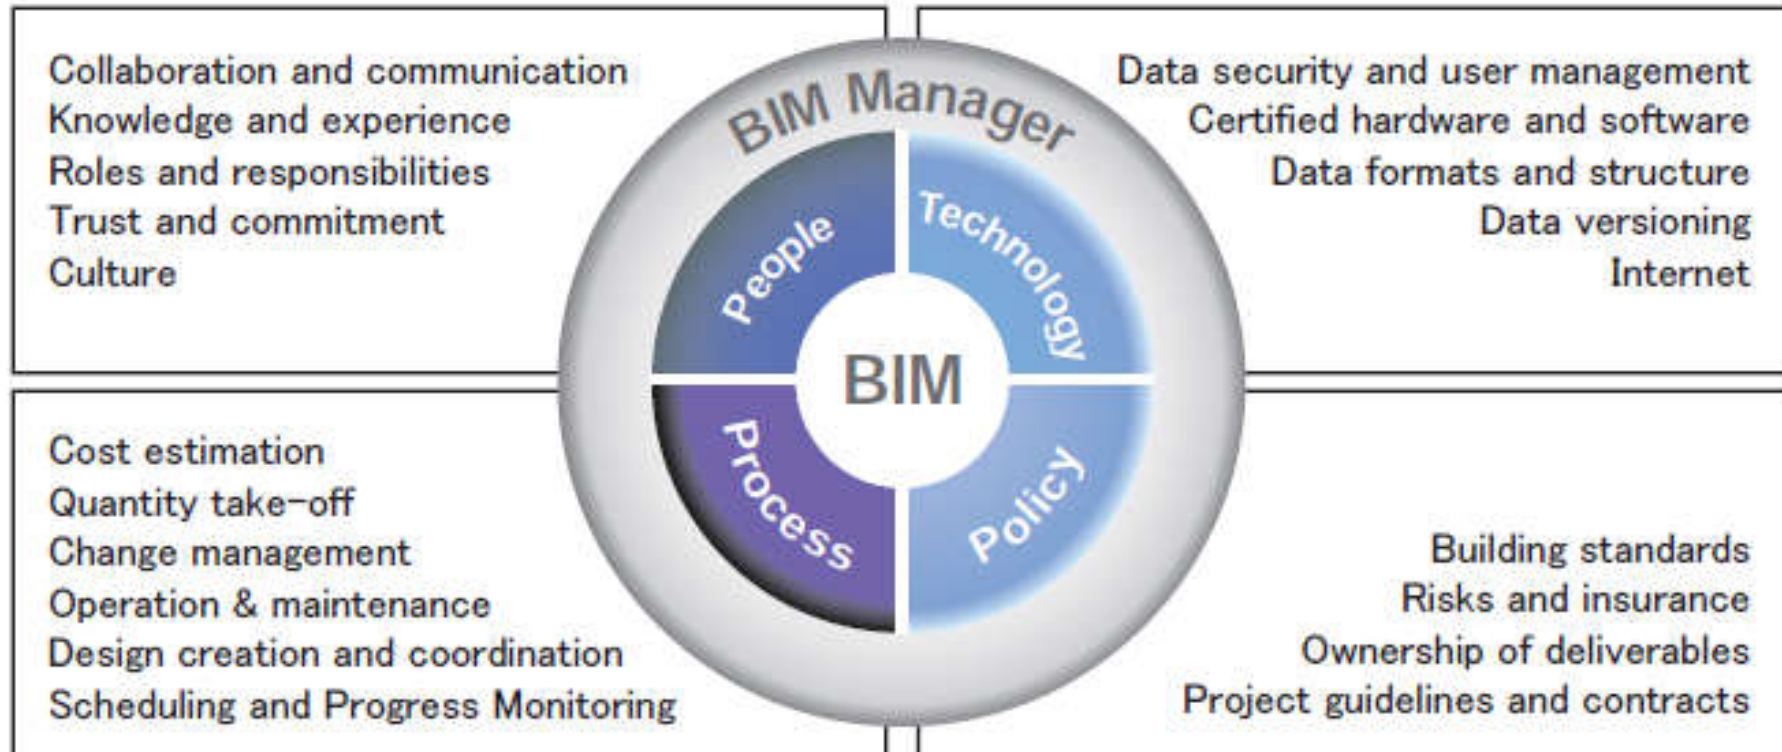 Collaboration and communication
Knowledge and experience
Roles and responsibilities
Trust and commitment
Culture
BIM Manager
People
Technology
BIM
Process
Policy
Data security and user management
Certified hardware and software
Data formats and structure
Data versioning
Internet
Cost estimation
Quantity take-off
Change management
Operation & maintenance
Design creation and coordination
Scheduling and Progress Monitoring
Building standards
Risks and insurance
Ownership of deliverables
Project guidelines and contracts